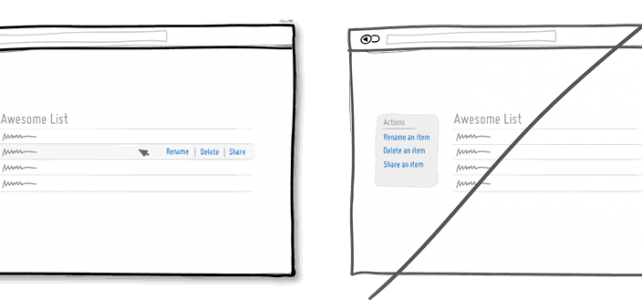 Awesome List
Rename | Delete | Share
Actions
Rename an item
Delete an item
Share an item
Awesome List